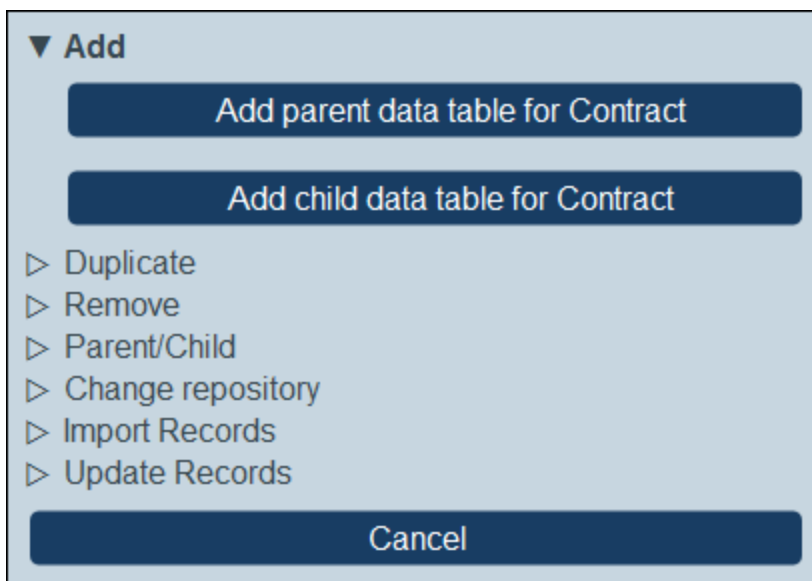 Add
Add parent data table for Contract
Add child data table for Contract
Duplicate
Remove
Parent/Child
Change repository
Import Records
Update Records
Cancel